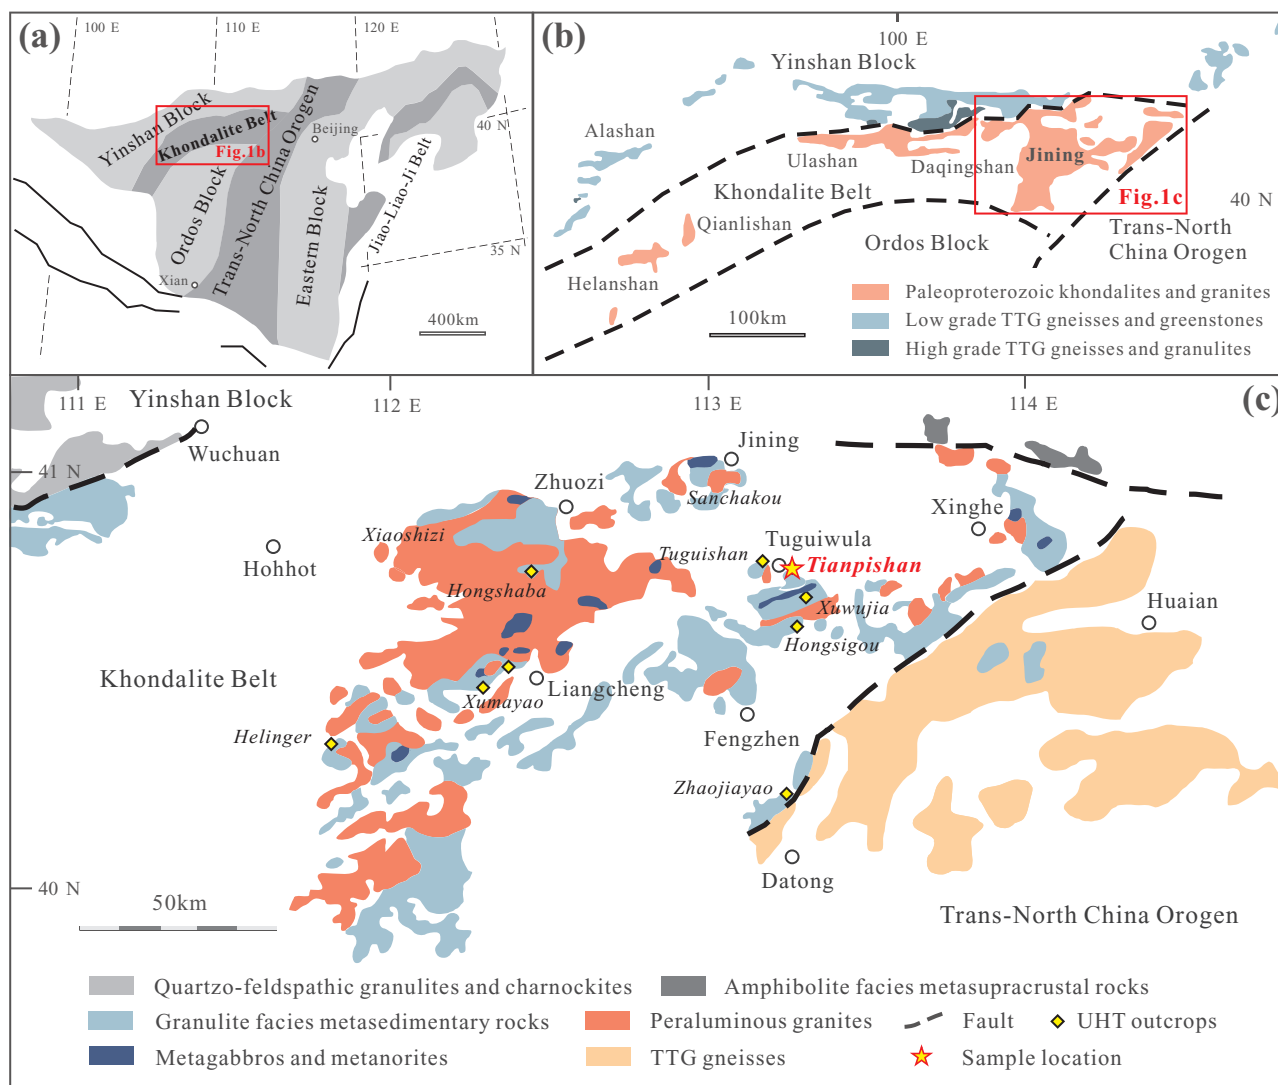 (a)
100 E
110 E
120 E
Yinshan Block
Khondalite Belt
Fig.1b
Beijing
40 N
Ordos Block
Trans-North China Orogen
Eastern Block
Jiao-Liao-Ji Belt
Xian
35 N
400km
(b)
100 E
Yinshan Block
Alashan
Ulashan
Daqingshan
Jining
Khondalite Belt
Fig.1c
40 N
Qianlishan
Ordos Block
Trans-North
China Orogen
Helanshan
100km
Paleoproterozoic khondalites and granites
Low grade TTG gneisses and greenstones
High grade TTG gneisses and granulites
(c)
111 E
112 E
113 E
114 E
Yinshan Block
Wuchuan
41 N
Jining
Zhuozi
Sanchakou
Xinghe
Xiaoshizi
Hohhot
Tuguishan
Tuguiwula
Tianpishan
Hongshaba
Xuwujia
Huaian
Hongsigou
Khondalite Belt
Liangcheng
Xumayao
Helinger
Fengzhen
Zhaojiayao
Datong
40 N
50km
Trans-North China Orogen
Quartzo-feldspathic granulites and charnockites
Amphibolite facies metasupracrustal rocks
Granulite facies metasedimentary rocks
Peraluminous granites
Fault
UHT outcrops
Metagabbros and metanorites
TTG gneisses
Sample location